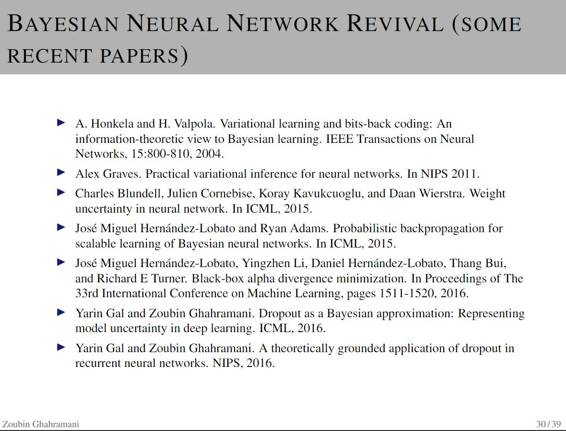 BAYESIAN NEURAL NETWORK REVIVAL (SOME
RECENT PAPERS)
▶ A. Honkela and H. Valpola. Variational learning and bits-back coding: An
information-theoretic view to Bayesian learning. IEEE Transactions on Neural
Networks, 15:800-810, 2004.
▶ Alex Graves. Practical variational inference for neural networks. In NIPS 2011.
▶ Charles Blundell, Julien Cornebise, Koray Kavukcuoglu, and Daan Wierstra. Weight
uncertainty in neural network. In ICML, 2015.
▶ José Miguel Hernández-Lobato and Ryan Adams. Probabilistic backpropagation for
scalable learning of Bayesian neural networks. In ICML, 2015.
▶ José Miguel Hernández-Lobato, Yingzhen Li, Daniel Hernández-Lobato, Thang Bui,
and Richard E Turner. Black-box alpha divergence minimization. In Proceedings of The
33rd International Conference on Machine Learning, pages 1511-1520, 2016.
▶ Yarin Gal and Zoubin Ghahramani. Dropout as a Bayesian approximation: Representing
model uncertainty in deep learning. ICML, 2016.
▶ Yarin Gal and Zoubin Ghahramani. A theoretically grounded application of dropout in
recurrent neural networks. NIPS, 2016.
Zoubin Ghahramani
30 / 39